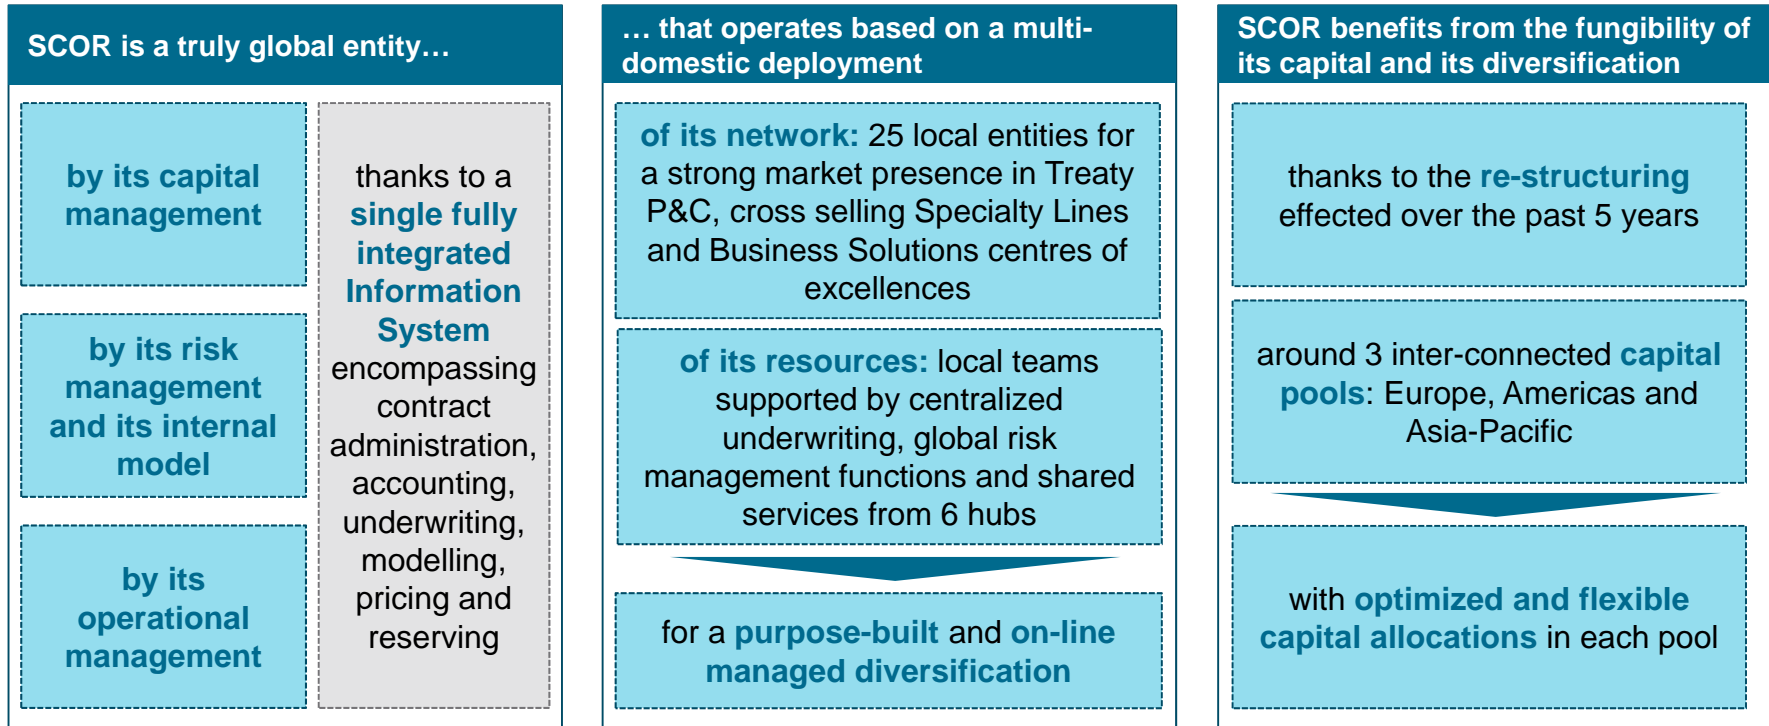 SCOR is a truly global entity…
by its capital
management
by its risk
management
and its internal
model
by its
operational
management
thanks to a
single fully
integrated
Information
System
encompassing
contract
administration,
accounting,
underwriting,
modelling,
pricing and
reserving
… that operates based on a multi-
domestic deployment
of its network: 25 local entities for
a strong market presence in Treaty
P&C, cross selling Specialty Lines
and Business Solutions centres of
excellences
of its resources: local teams
supported by centralized
underwriting, global risk
management functions and shared
services from 6 hubs
for a purpose-built and on-line
managed diversification
SCOR benefits from the fungibility of
its capital and its diversification
thanks to the re-structuring
effected over the past 5 years
around 3 inter-connected capital
pools: Europe, Americas and
Asia-Pacific
with optimized and flexible
capital allocations in each pool